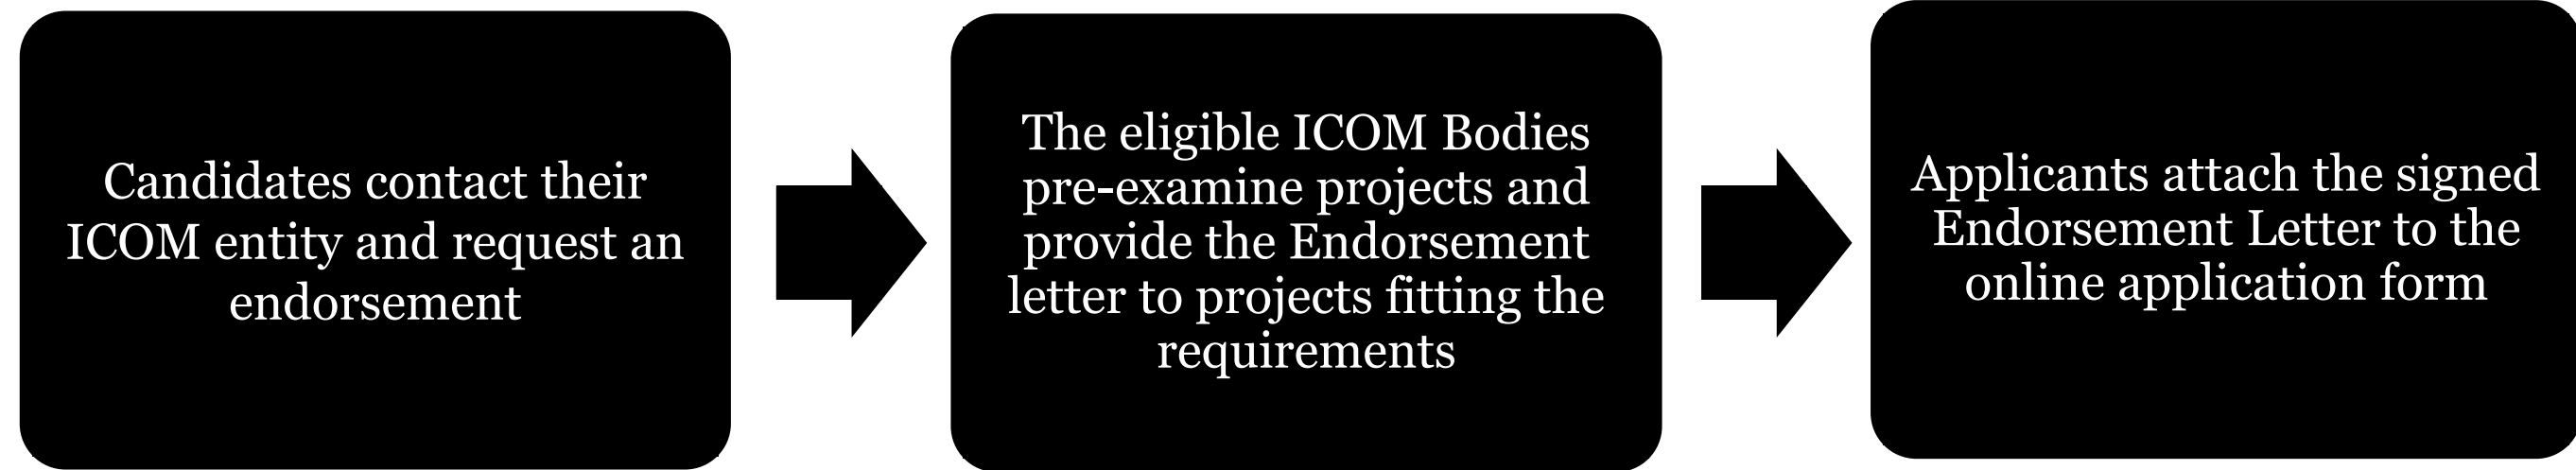 Candidates contact their
ICOM entity and request an
endorsement
The eligible ICOM Bodies
pre-examine projects and
provide the Endorsement
letter to projects fitting the
requirements
Applicants attach the signed
Endorsement Letter to the
online application form